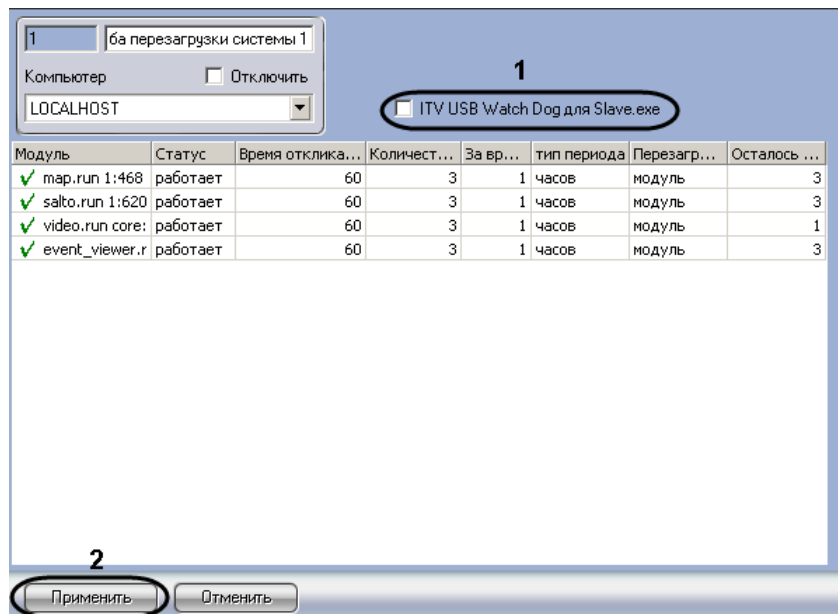 1 ба перезагрузки системы 1
Компьютер Отключить
1
LOCALHOST
ITV USB Watch Dog для Slave.exe
Модуль Статус Время отклика... Количест... За вр... тип периода Перезагр... Осталось ...
map.run 1:468 работает 60 3 1 часов модуль 3
salto.run 1:620 работает 60 3 1 часов модуль 3
video.run core: работает 60 3 1 часов модуль 1
event_viewer.r работает 60 3 1 часов модуль 3
2
Применить Отменить